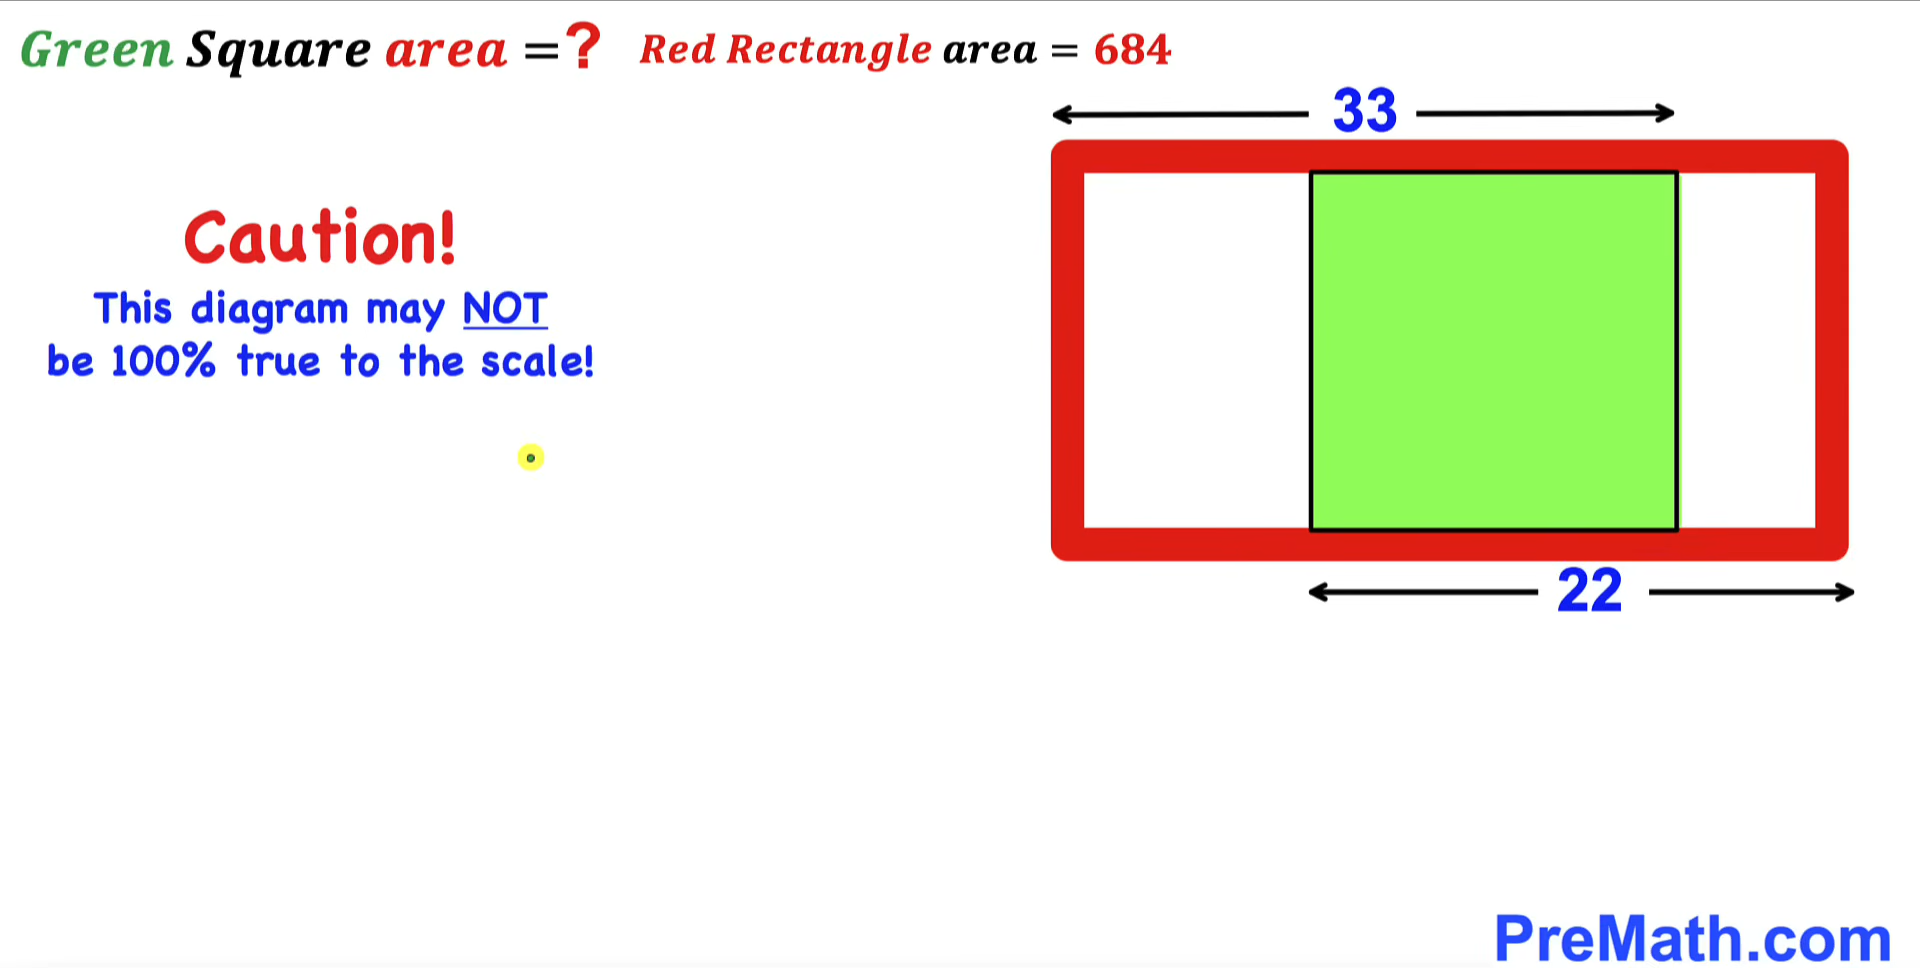 Green Square area =? Red Rectangle area = 684
33
Caution!
This diagram may NOT
be 100% true to the scale!
22
PreMath.com